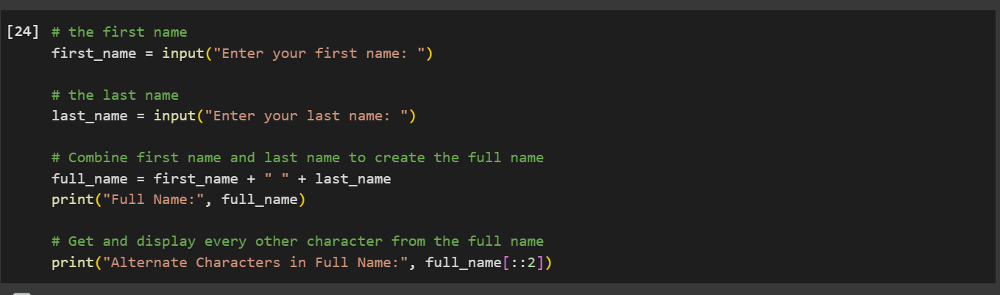 [24] # the first name
first_name = input("Enter your first name: ")
# the last name
last_name = input("Enter your last name: ")
# Combine first name and last name to create the full name
full_name = first_name + " " + last_name
print("Full Name:", full_name)
# Get and display every other character from the full name
print("Alternate Characters in Full Name:", full_name[::2])